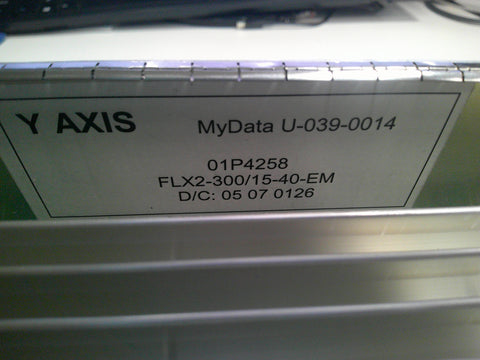 Y AXIS MyData U-039-0014
01P4258
FLX2-300/15-40-EM
D/C: 05 07 0126